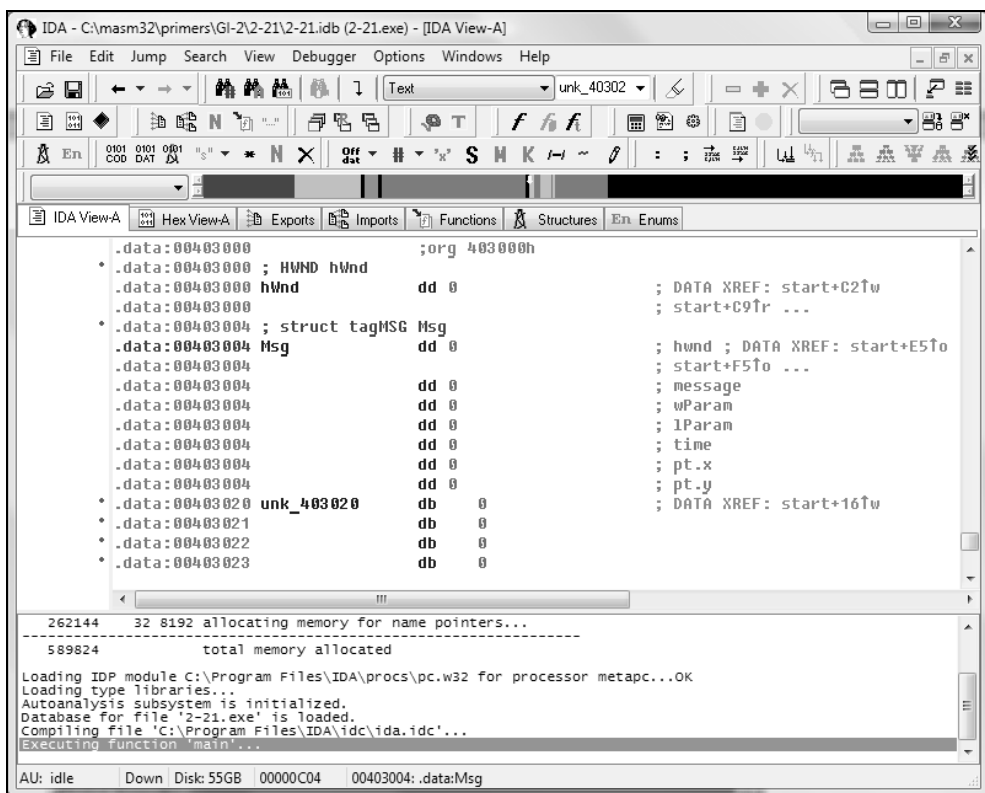 IDA - C:\masm32\primers\Gl-2\2-21\2-21.idb (2-21.exe) - [IDA View-A]
File Edit Jump Search View Debugger Options Windows Help
Text
unk_40302
IDA View-A Hex View-A Exports Imports Functions Structures En Enums
.data:00403000 ;org 403000h
.data:00403000 ; HWND hWnd
.data:00403000 hWnd dd 0 ; DATA XREF: start+C2↑w
.data:00403000 ; start+C9↑r ...
.data:00403004 ; struct tagMSG Msg
.data:00403004 Msg dd 0 ; hwnd ; DATA XREF: start+E5↑o
.data:00403004 ; start+F5↑o ...
.data:00403004 dd 0 ; message
.data:00403004 dd 0 ; wParam
.data:00403004 dd 0 ; lParam
.data:00403004 dd 0 ; time
.data:00403004 dd 0 ; pt.x
.data:00403004 dd 0 ; pt.y
.data:00403020 unk_403020 db 0 ; DATA XREF: start+16↑w
.data:00403021 db 0
.data:00403022 db 0
.data:00403023 db 0
262144 32 8192 allocating memory for name pointers...
-----------------------------------------------------------------
589824 total memory allocated
Loading IDP module C:\Program Files\IDA\procs\pc.w32 for processor metapc...OK
Loading type libraries...
Autoanalysis subsystem is initialized.
Database for file '2-21.exe' is loaded.
Compiling file 'C:\Program Files\IDA\idc\ida.idc'...
Executing function 'main'...
AU: idle Down Disk: 55GB 00000C04 00403004: .data:Msg